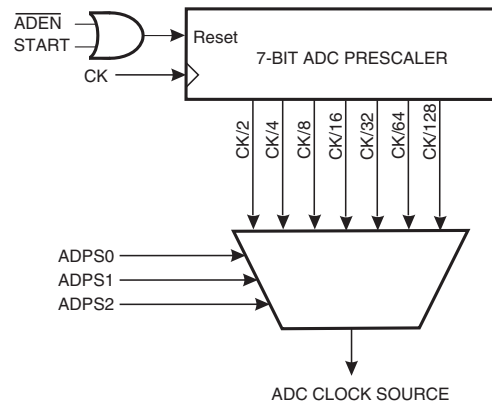 ADEN
START
Reset
7-BIT ADC PRESCALER
CK
CK/2
CK/4
CK/8
CK/16
CK/32
CK/64
CK/128
ADPS0
ADPS1
ADPS2
ADC CLOCK SOURCE